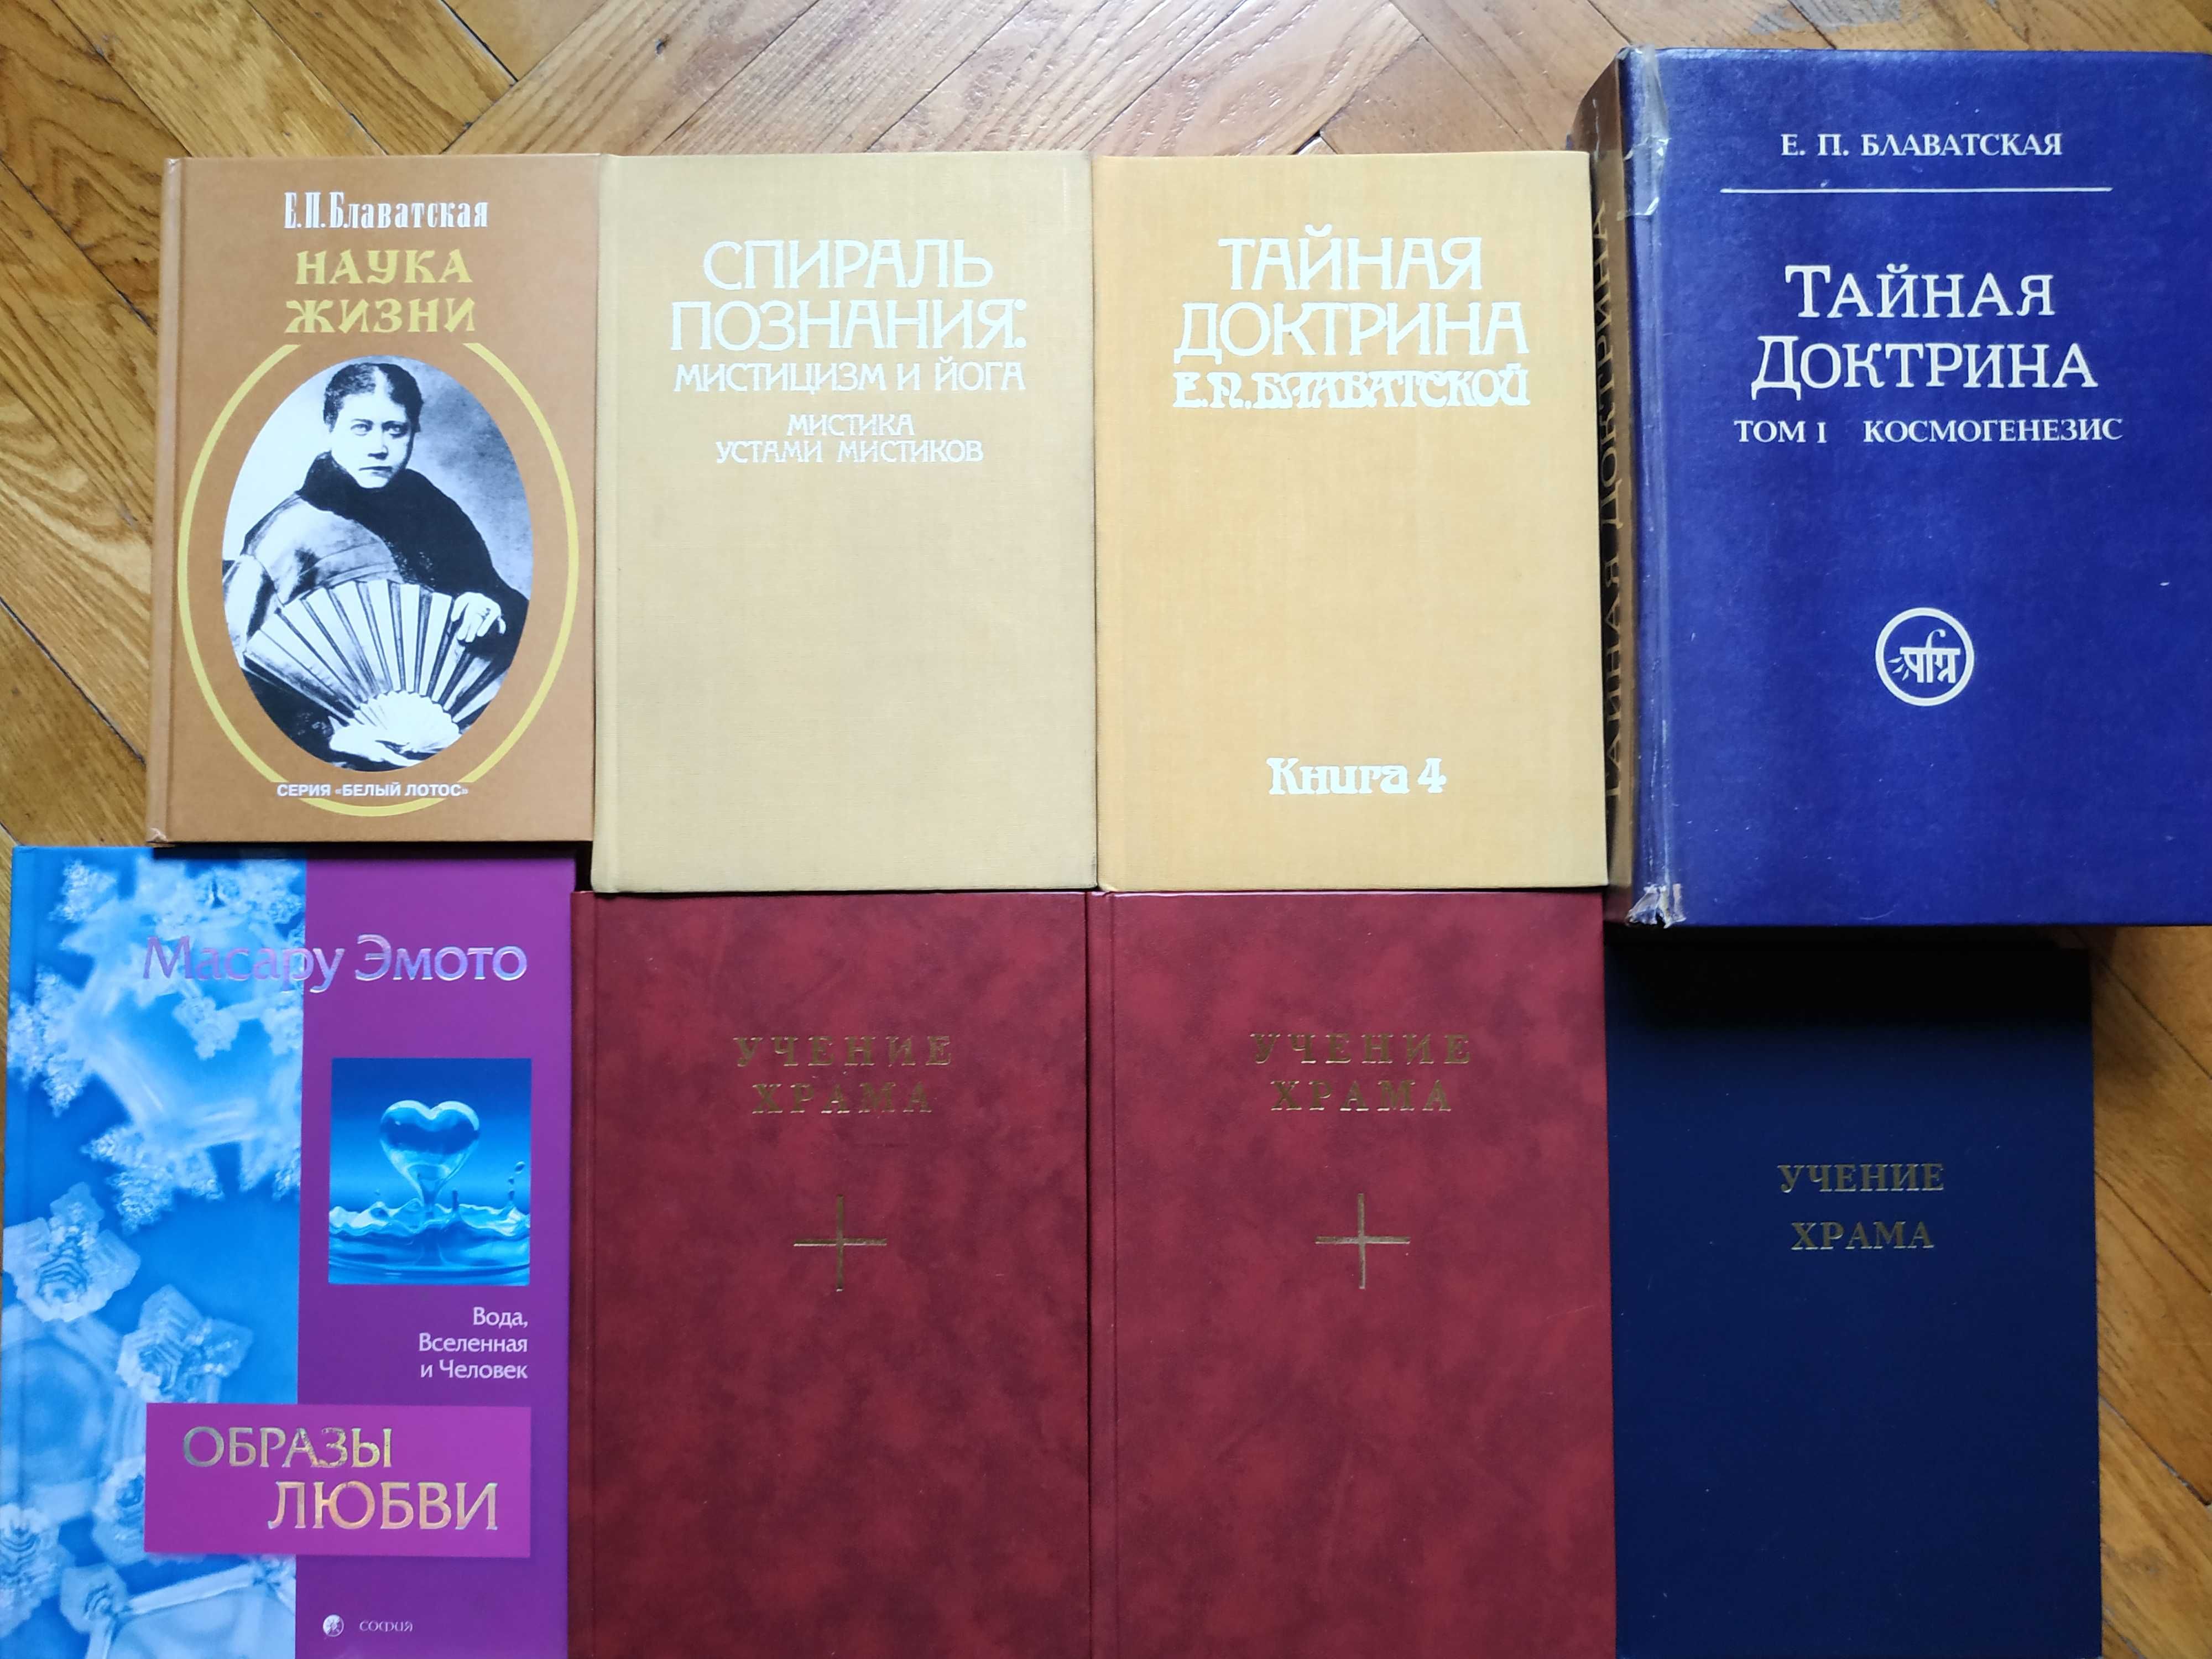 Е.П.Блаватская
НАУКА
ЖИЗНИ
СЕРИЯ «БЕЛЫЙ ЛОТОС»
СПИРАЛЬ
ПОЗНАНИЯ:
МИСТИЦИЗМ И ЙОГА
МИСТИКА
УСТАМИ МИСТИКОВ
ТАЙНАЯ
ДОКТРИНА
Е.П.БЛАВАТСКОЙ
Книга 4
ТАЙНАЯ ДОКТРИНА
Е. П. БЛАВАТСКАЯ
ТАЙНАЯ
ДОКТРИНА
ТОМ I КОСМОГЕНЕЗИС
Масару Эмото
Вода,
Вселенная
и Человек
ОБРАЗЫ
ЛЮБВИ
СОФИЯ
УЧЕНИЕ
ХРАМА
УЧЕНИЕ
ХРАМА
УЧЕНИЕ
ХРАМА